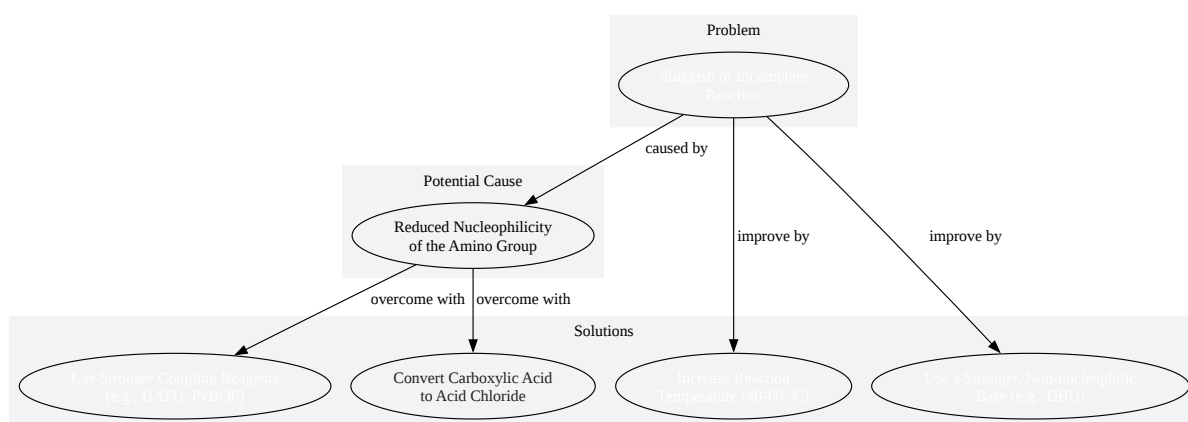 Problem
Sluggish or Incomplete
Reaction
caused by
Potential Cause
Reduced Nucleophilicity
of the Amino Group
improve by
improve by
overcome with
overcome with
Solutions
Use Stronger Coupling Reagents
(e.g., HATU, PyBOP)
Convert Carboxylic Acid
to Acid Chloride
Increase Reaction
Temperature (40-60 °C)
Use a Stronger, Non-nucleophilic
Base (e.g., DBU)